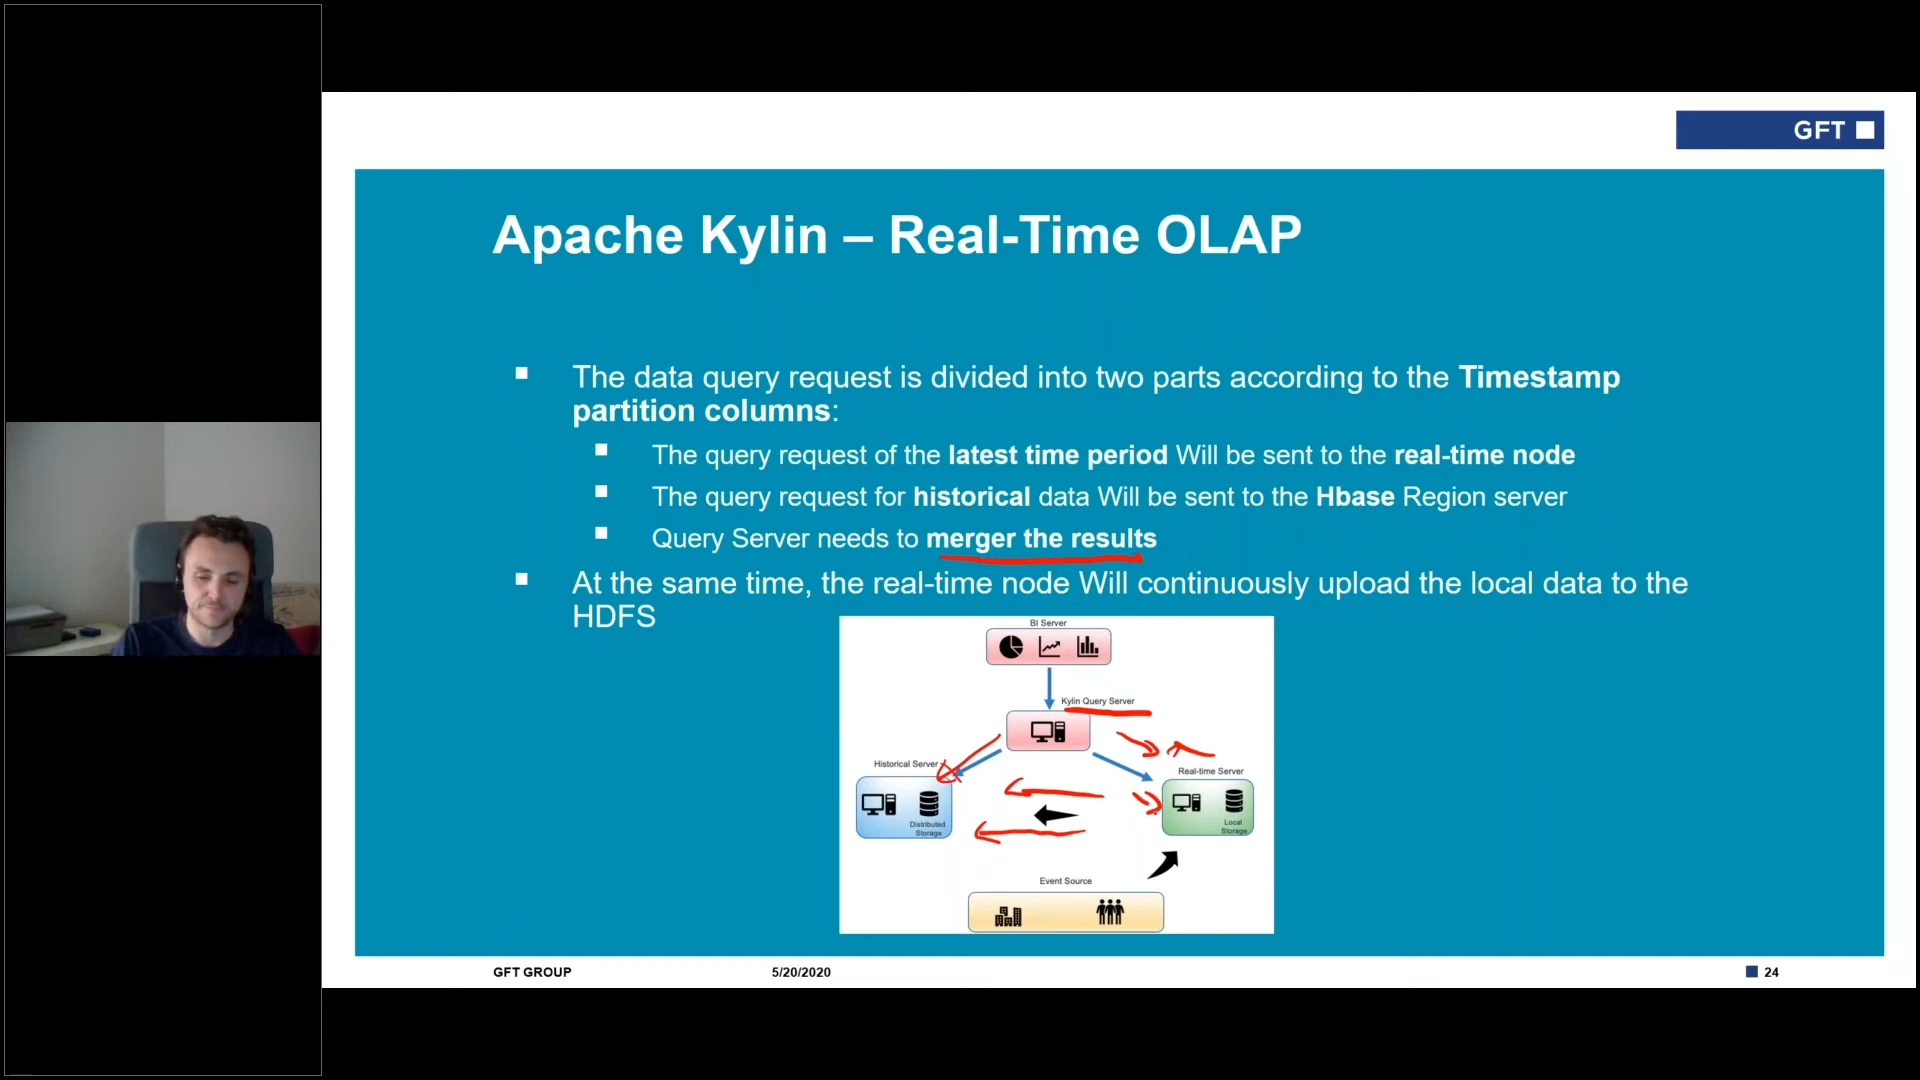 GFT
Apache Kylin – Real-Time OLAP
The data query request is divided into two parts according to the Timestamp
partition columns:
The query request of the latest time period Will be sent to the real-time node
The query request for historical data Will be sent to the Hbase Region server
Query Server needs to merger the results
At the same time, the real-time node Will continuously upload the local data to the
HDFS
BI Server
Kylin Query Server
Historical Server
Real-time Server
Distributed
Storage
Local
Storage
Event Source
GFT GROUP
5/20/2020
24